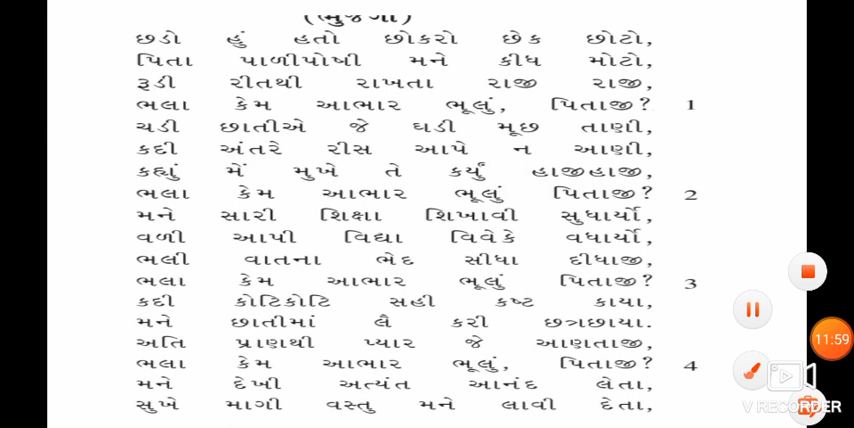 (ભુજંગી)
છડો હું હતો છોકરો છેક છોટો,
પિતા પાળીપોષી મને કીધ મોટો,
રૂડી રીતથી રાખતા રાજી રાજી,
ભલા કેમ આભાર ભૂલું, પિતાજી? 1
ચડી છાતીએ જે ઘડી મૂછ તાણી,
કદી અંતરે રીસ આપે ન આણી,
કહ્યું મેં મુખે તે કર્યું હાજીહાજી,
ભલા કેમ આભાર ભૂલું પિતાજી? 2
મને સારી શિક્ષા શિખાવી સુધાર્યો,
વળી આપી વિદ્યા વિવેકે વધાર્યો,
ભલી વાતના ભેદ સીધા દીધાજી,
ભલા કેમ આભાર ભૂલું પિતાજી? 3
કદી કોટિકોટિ સહી કષ્ટ કાયા,
મને છાતીમાં લૈ કરી છત્રછાયા.
અતિ પ્રાણથી પ્યાર જે આણતાજી,
ભલા કેમ આભાર ભૂલું, પિતાજી? 4
મને દેખી અત્યંત આનંદ લેતા,
સુખે માગી વસ્તુ મને લાવી દેતા,
11:59
V RECORDER